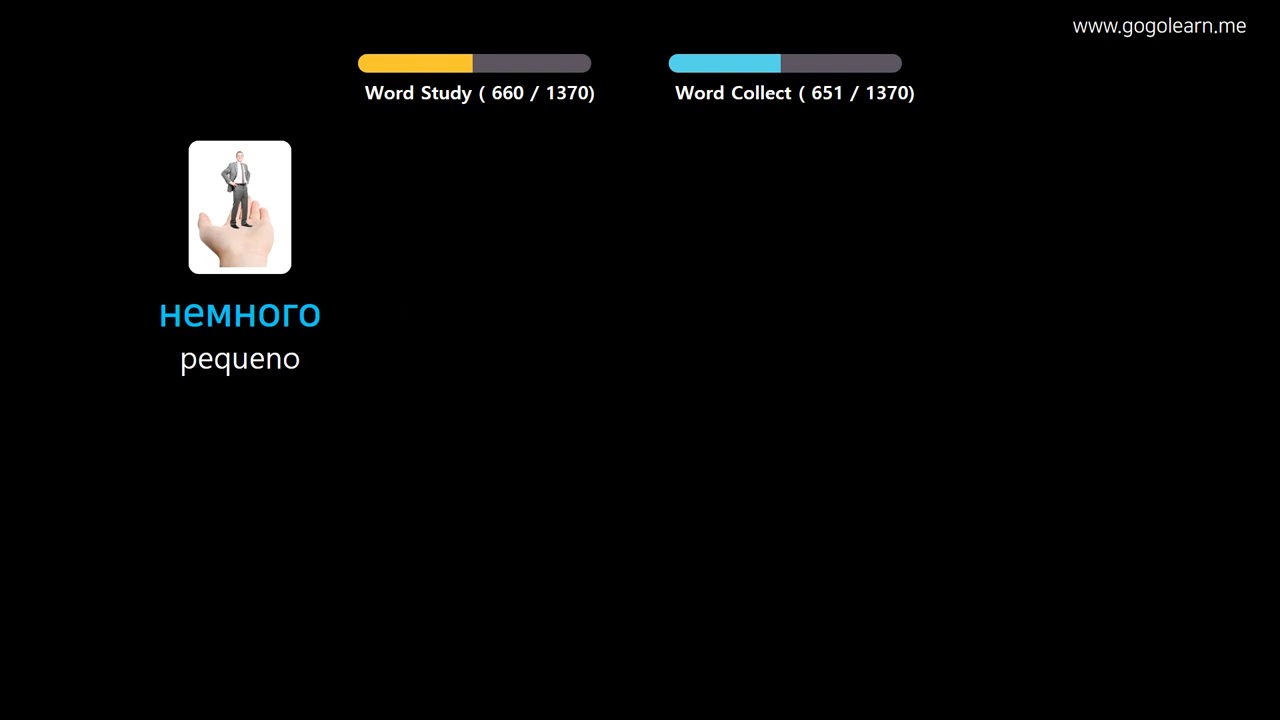 www.gogolearn.me
Word Study ( 660 / 1370)
Word Collect ( 651 / 1370)
немного
pequeno